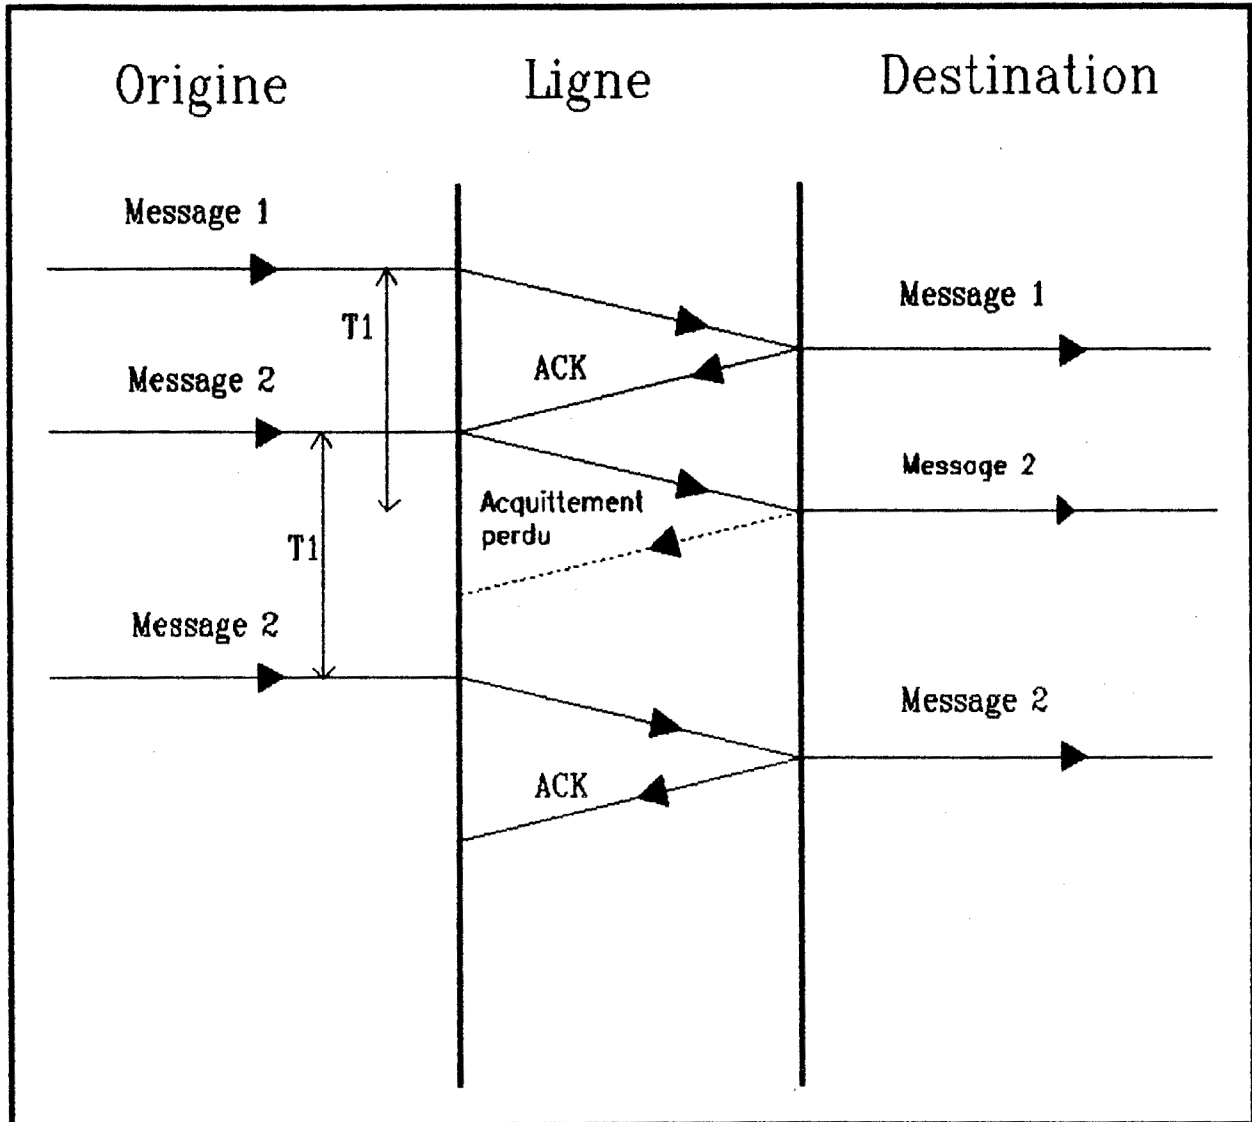 Origine Ligne Destination
Message 1
Message 1
T1
ACK
Message 2
Message 2
Acquittement
perdu
T1
Message 2
Message 2
ACK